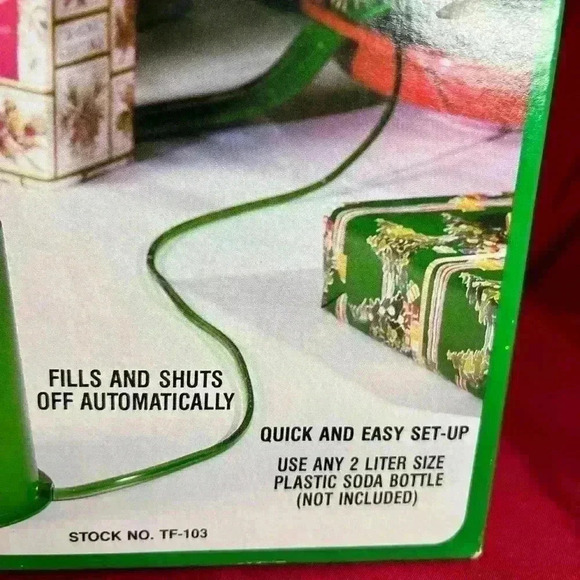 FILLS AND SHUTS
OFF AUTOMATICALLY
QUICK AND EASY SET-UP
USE ANY 2 LITER SIZE
PLASTIC SODA BOTTLE
(NOT INCLUDED)
STOCK NO. TF-103